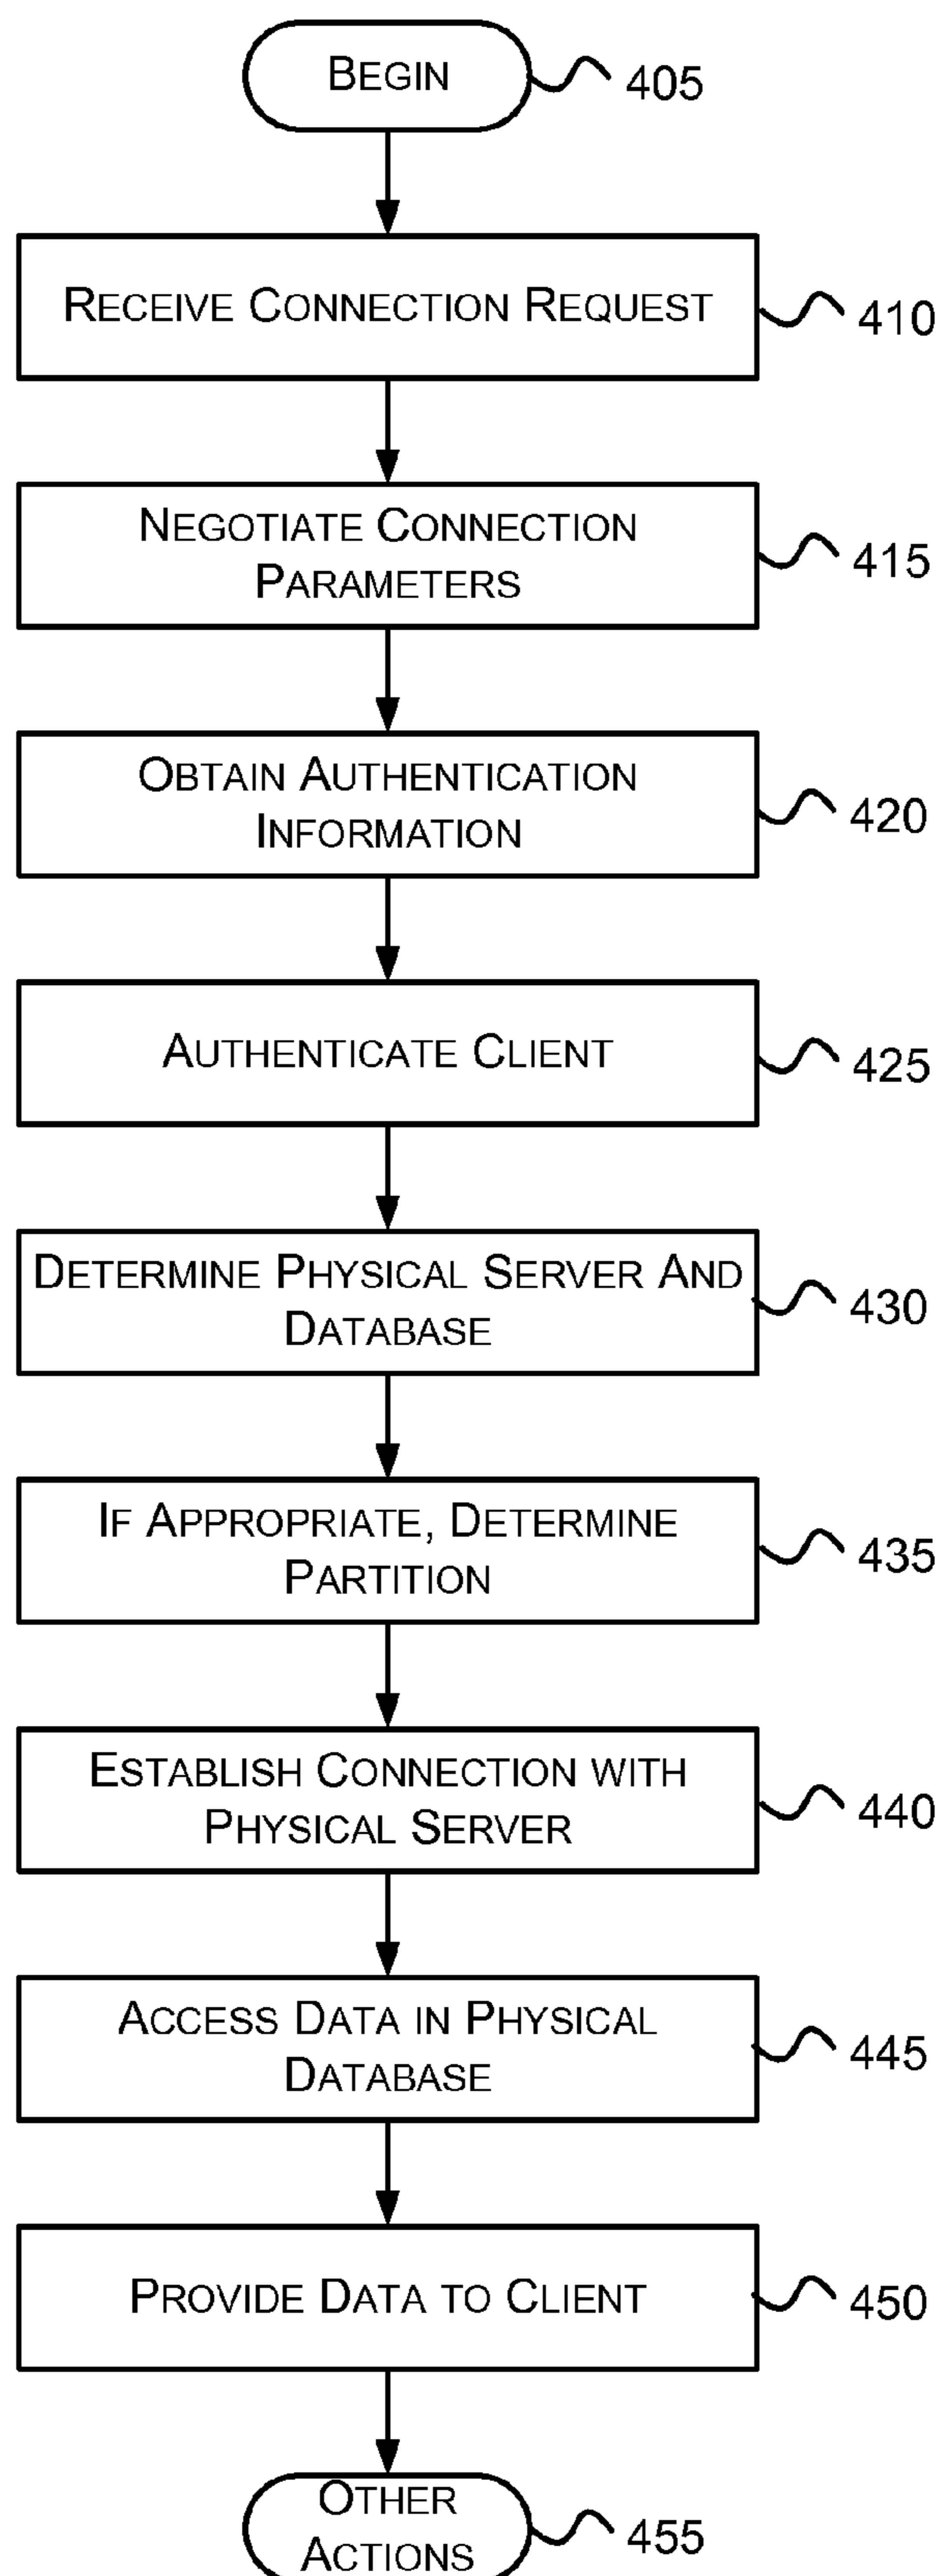 BEGIN
405
RECEIVE CONNECTION REQUEST
410
NEGOTIATE CONNECTION
PARAMETERS
415
OBTAIN AUTHENTICATION
INFORMATION
420
AUTHENTICATE CLIENT
425
DETERMINE PHYSICAL SERVER AND
DATABASE
430
IF APPROPRIATE, DETERMINE
PARTITION
435
ESTABLISH CONNECTION WITH
PHYSICAL SERVER
440
ACCESS DATA IN PHYSICAL
DATABASE
445
PROVIDE DATA TO CLIENT
450
OTHER
ACTIONS
455